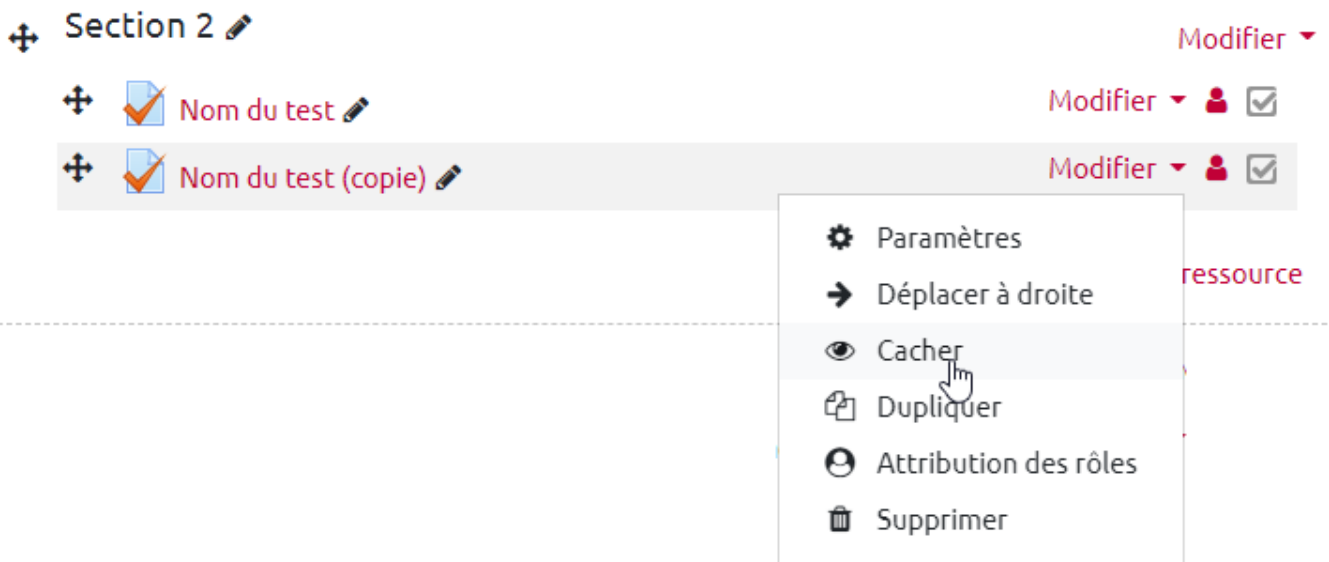 Section 2
Modifier
Nom du test
Modifier
Nom du test (copie)
Modifier
Paramètres
Déplacer à droite
ressource
Cacher
Dupliquer
Attribution des rôles
Supprimer